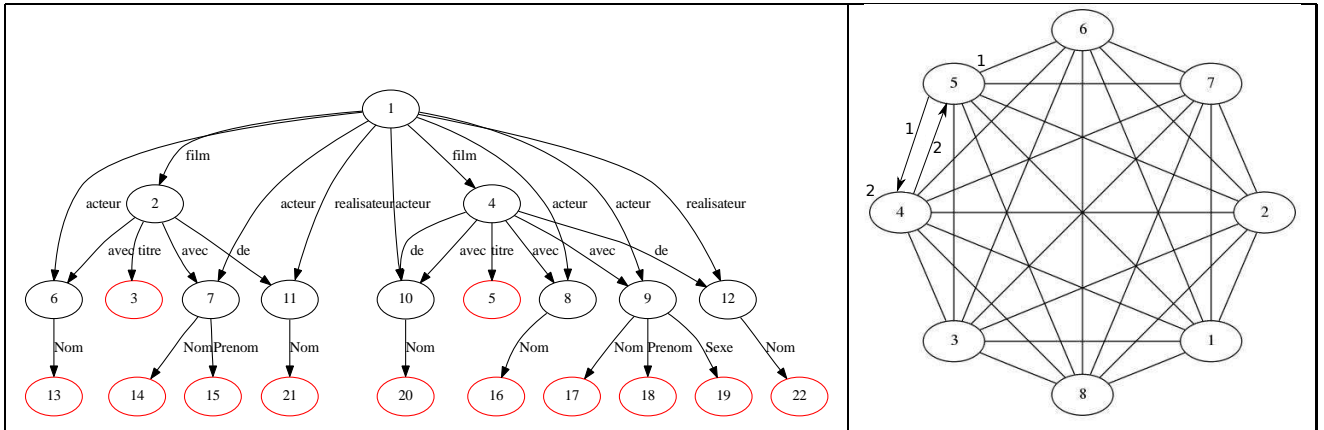 1
film
film
acteur
acteur
realisateur
acteur
acteur
acteur
realisateur
2
4
avec
titre
avec
de
de
avec
titre
avec
avec
de
6
3
7
11
10
5
8
9
12
Nom
Nom
Prenom
Nom
Nom
Nom
Nom
Prenom
Sexe
Nom
13
14
15
21
20
16
17
18
19
22
6
1
5
7
1
2
2
4
2
3
1
8